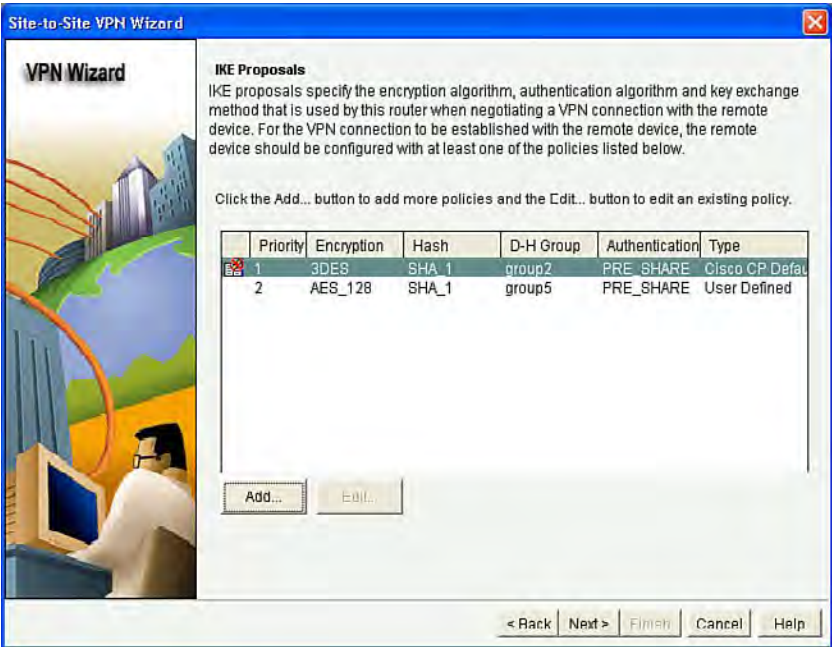 Site-to-Site VPN Wizard
VPN Wizard
IKE Proposals
IKE proposals specify the encryption algorithm, authentication algorithm and key exchange
method that is used by this router when negotiating a VPN connection with the remote
device. For the VPN connection to be established with the remote device, the remote
device should be configured with at least one of the policies listed below.
Click the Add... button to add more policies and the Edit... button to edit an existing policy.
Priority Encryption Hash D-H Group Authentication Type
1 3DES SHA_1 group2 PRE_SHARE Cisco CP Defau
2 AES_128 SHA_1 group5 PRE_SHARE User Defined
Add... Edit...
< Back Next > Finish Cancel Help